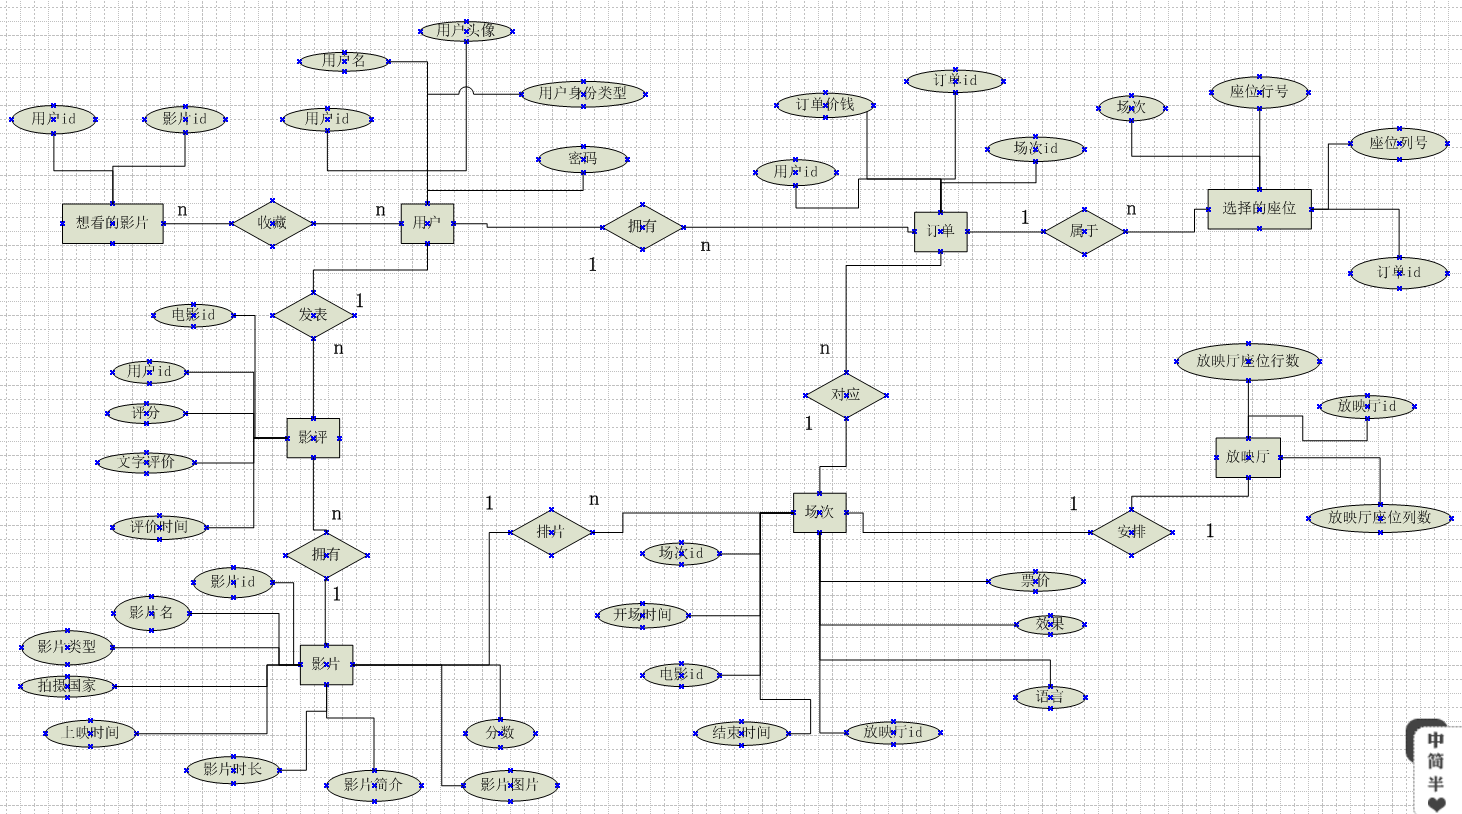 用户头像
用户名
用户身份类型
用户id
影片id
用户id
密码
订单id
订单价钱
场次id
用户id
场次
座位行号
座位列号
订单id
想看的影片
n
收藏
n
用户
拥有
1
n
订单
1
属于
n
选择的座位
电影id
发表
1
n
用户id
评分
文字评价
评价时间
影评
n
拥有
1
n
对应
1
放映厅座位行数
放映厅id
放映厅
放映厅座位列数
1
排片
n
场次
1
安排
1
影片id
影片名
影片类型
拍摄国家
上映时间
影片时长
影片
影片简介
分数
影片图片
场次id
开场时间
电影id
结束时间
放映厅id
票价
效果
语言
中
简
半